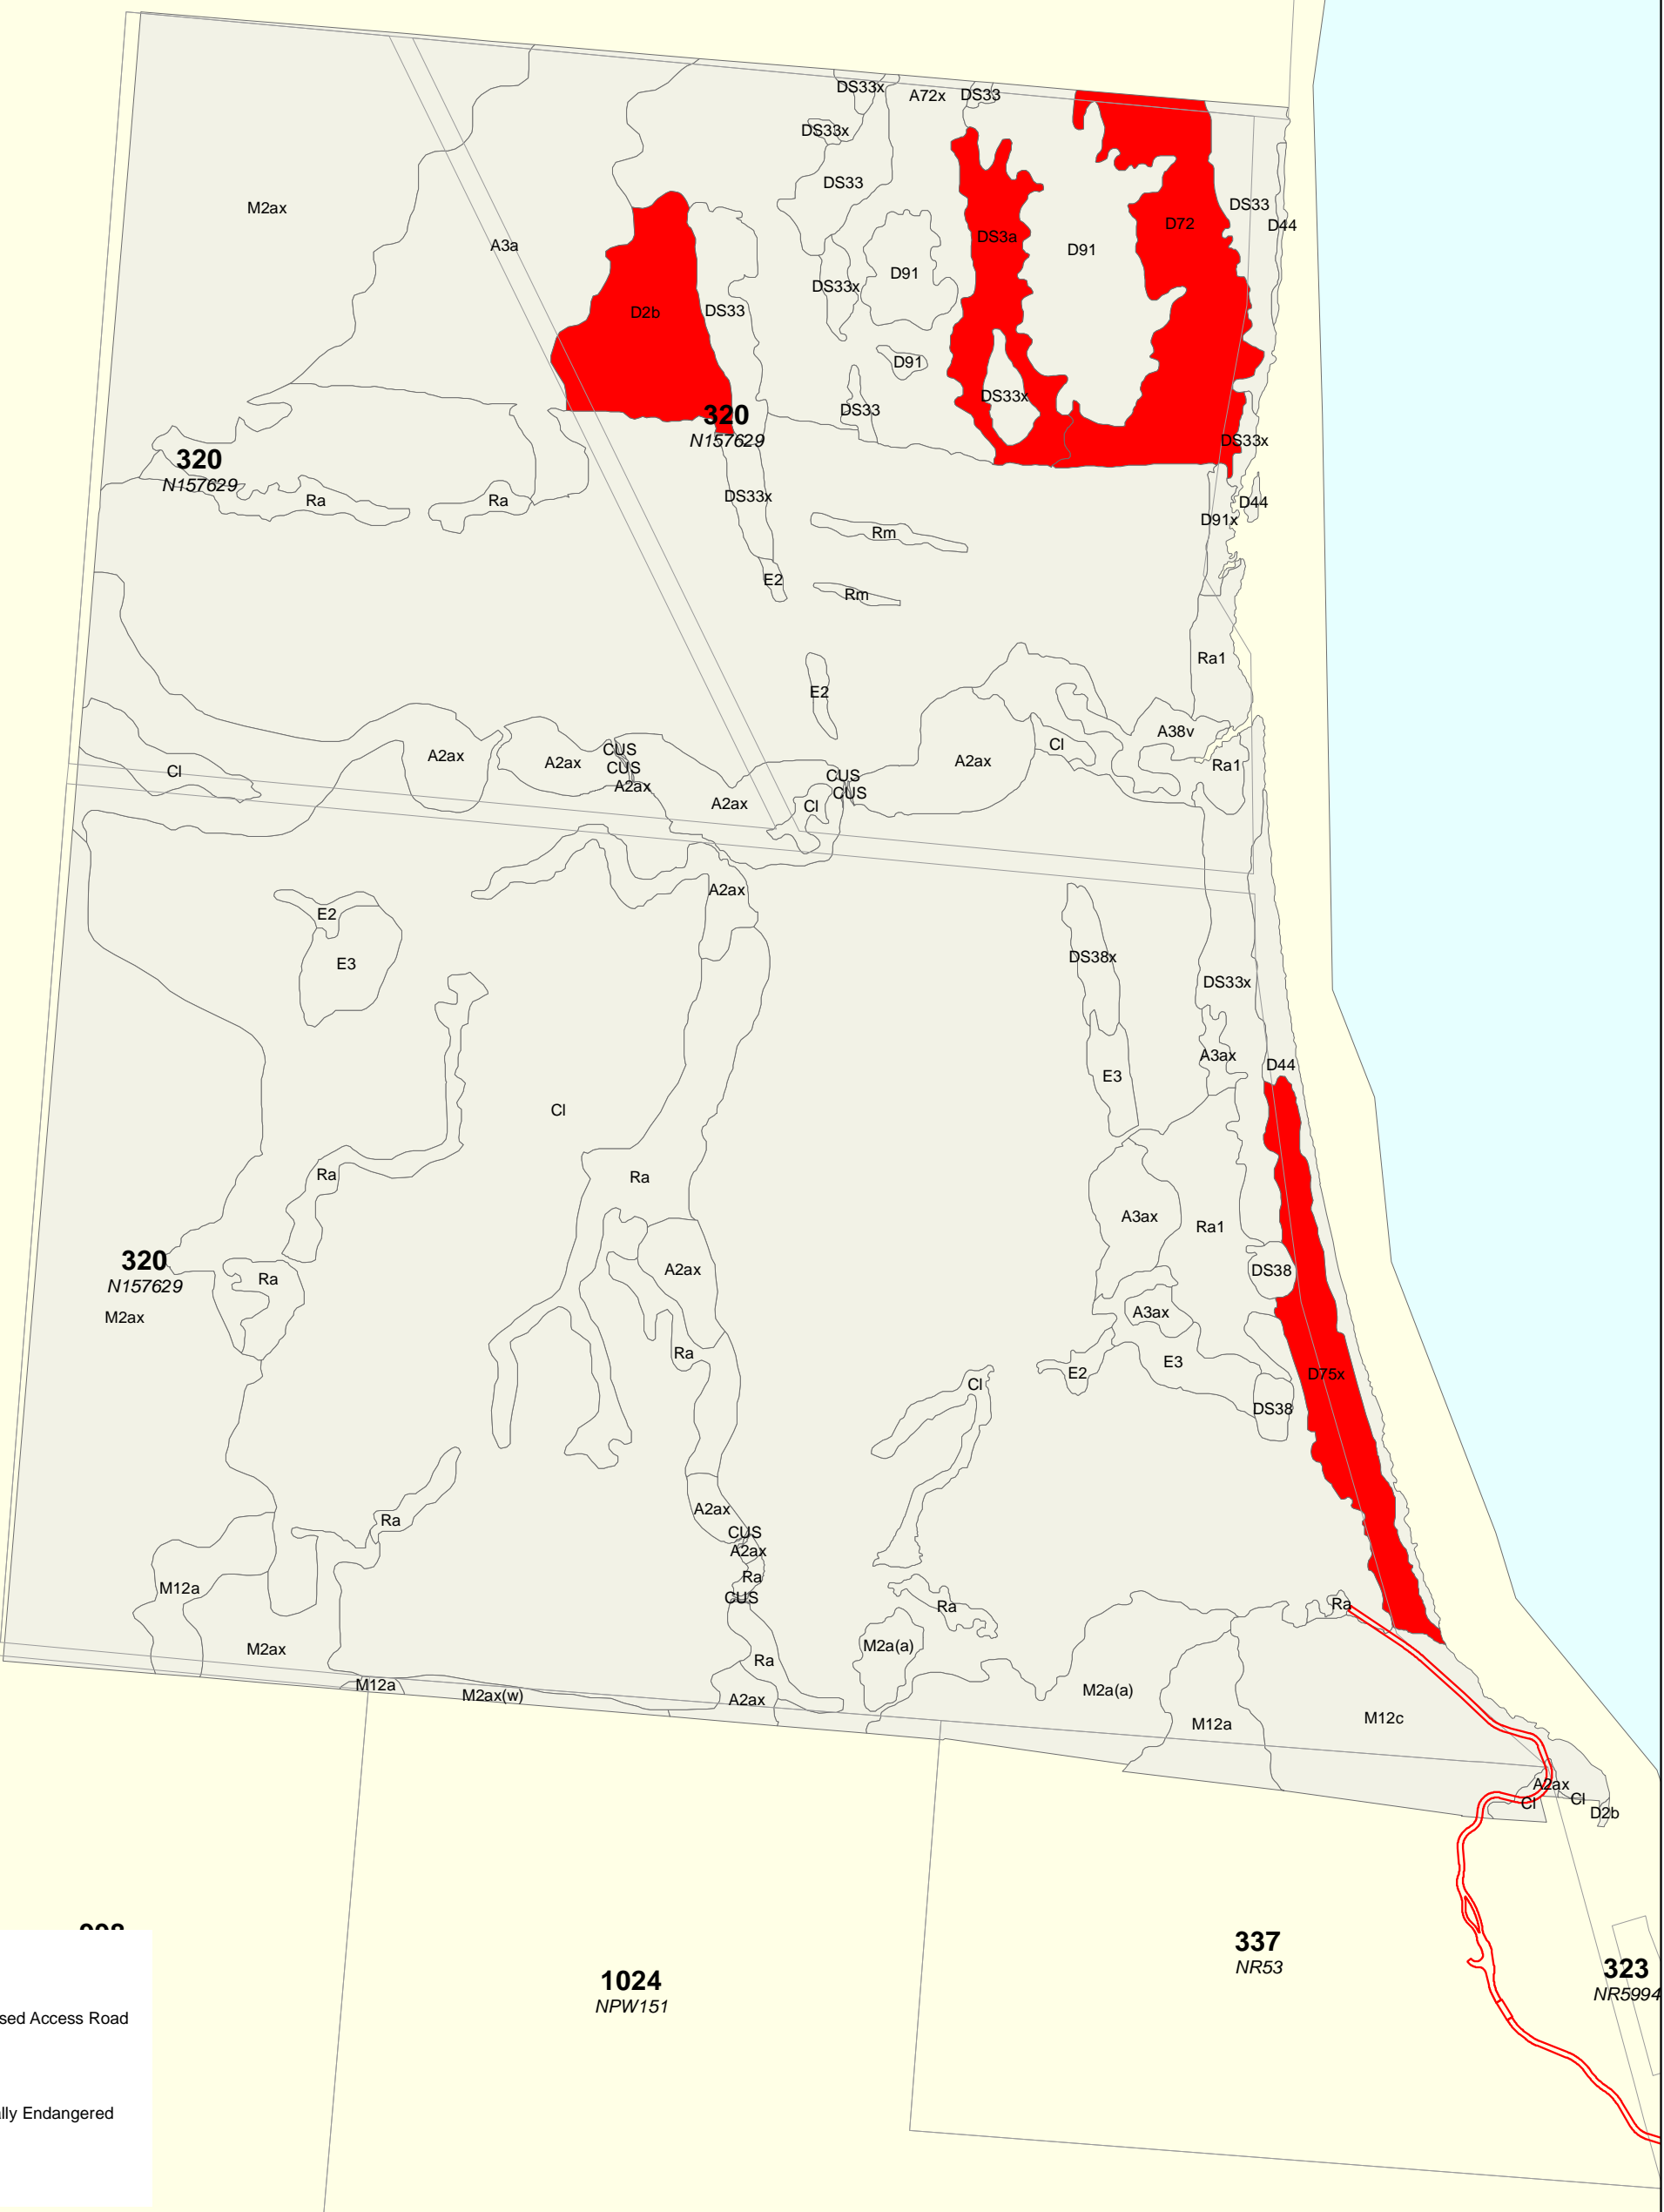 DS33x
A72x
DS33
DS33x
DS33
M2ax
DS33
D44
D72
DS3a
A3a
D91
D91
DS33x
D2b
DS33
D91
DS33x
DS33
320
N157629
DS33x
320
N157629
DS33x
Ra
Ra
D44
D91x
Rm
E2
Rm
Ra1
E2
A38v
Cl
CUS
A2ax
A2ax
A2ax
Ra1
CUS
Cl
CUS
A2ax
CUS
A2ax
Cl
A2ax
E2
DS38x
E3
DS33x
A3ax
D44
E3
Cl
Ra
Ra
A3ax
Ra1
320
N157629
Ra
A2ax
DS38
A3ax
M2ax
Ra
E3
E2
D75x
Cl
DS38
A2ax
Ra
CUS
A2ax
Ra
M12a
CUS
Ra
Ra
M2a(a)
M2ax
Ra
M12a
M2ax(w)
A2ax
M2a(a)
M12a
M12c
A2ax
Cl
Cl
D2b
337
NR53
323
NR5994
1024
NPW151
sed Access Road
lly Endangered